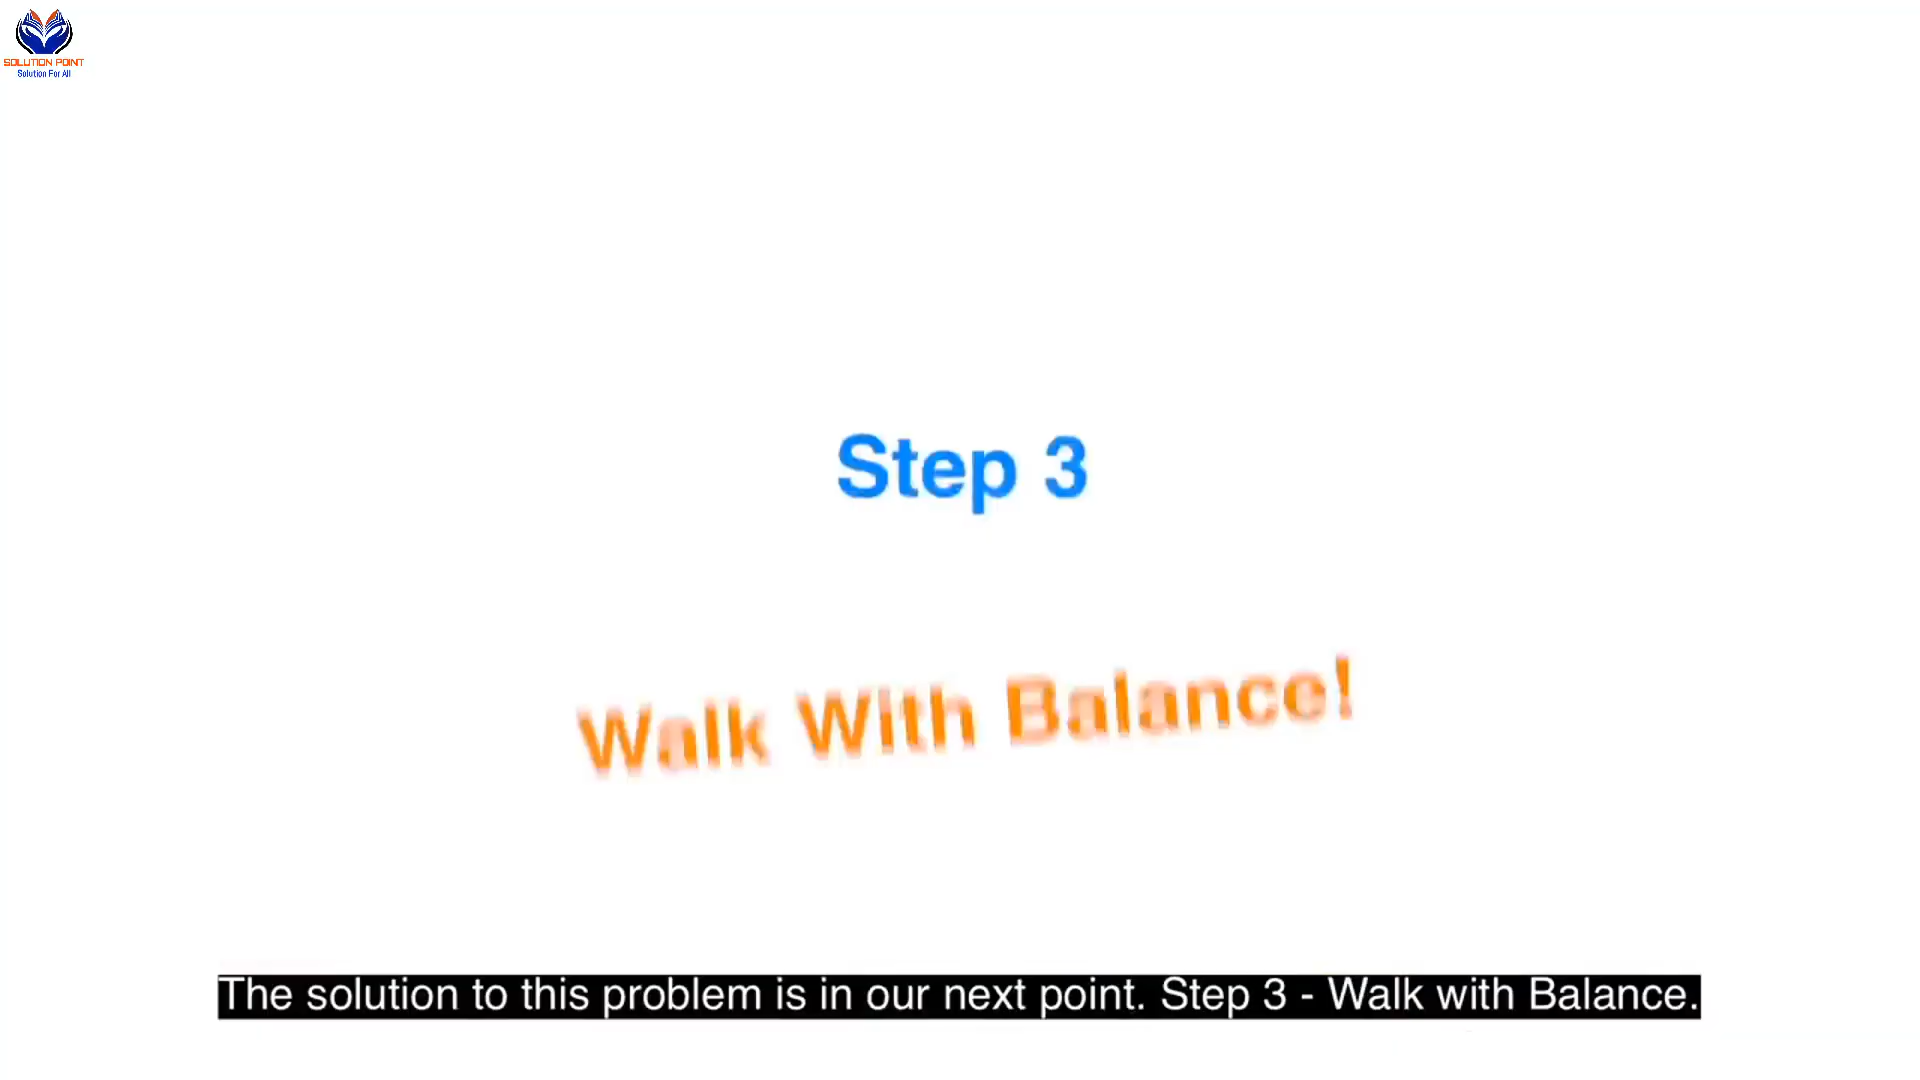 SOLUTION POINT
Solution For All
Step 3
Walk With Balance!
The solution to this problem is in our next point. Step 3 - Walk with Balance.